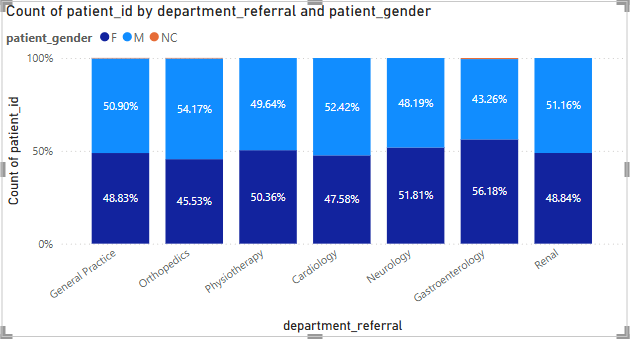 Count of patient_id by department_referral and patient_gender
patient_gender F M NC
Count of patient_id
100%
50%
0%
50.90% 54.17% 49.64% 52.42% 48.19% 43.26% 51.16%
48.83% 45.53% 50.36% 47.58% 51.81% 56.18% 48.84%
General Practice
Orthopedics
Physiotherapy
Cardiology
Neurology
Gastroenterology
Renal
department_referral